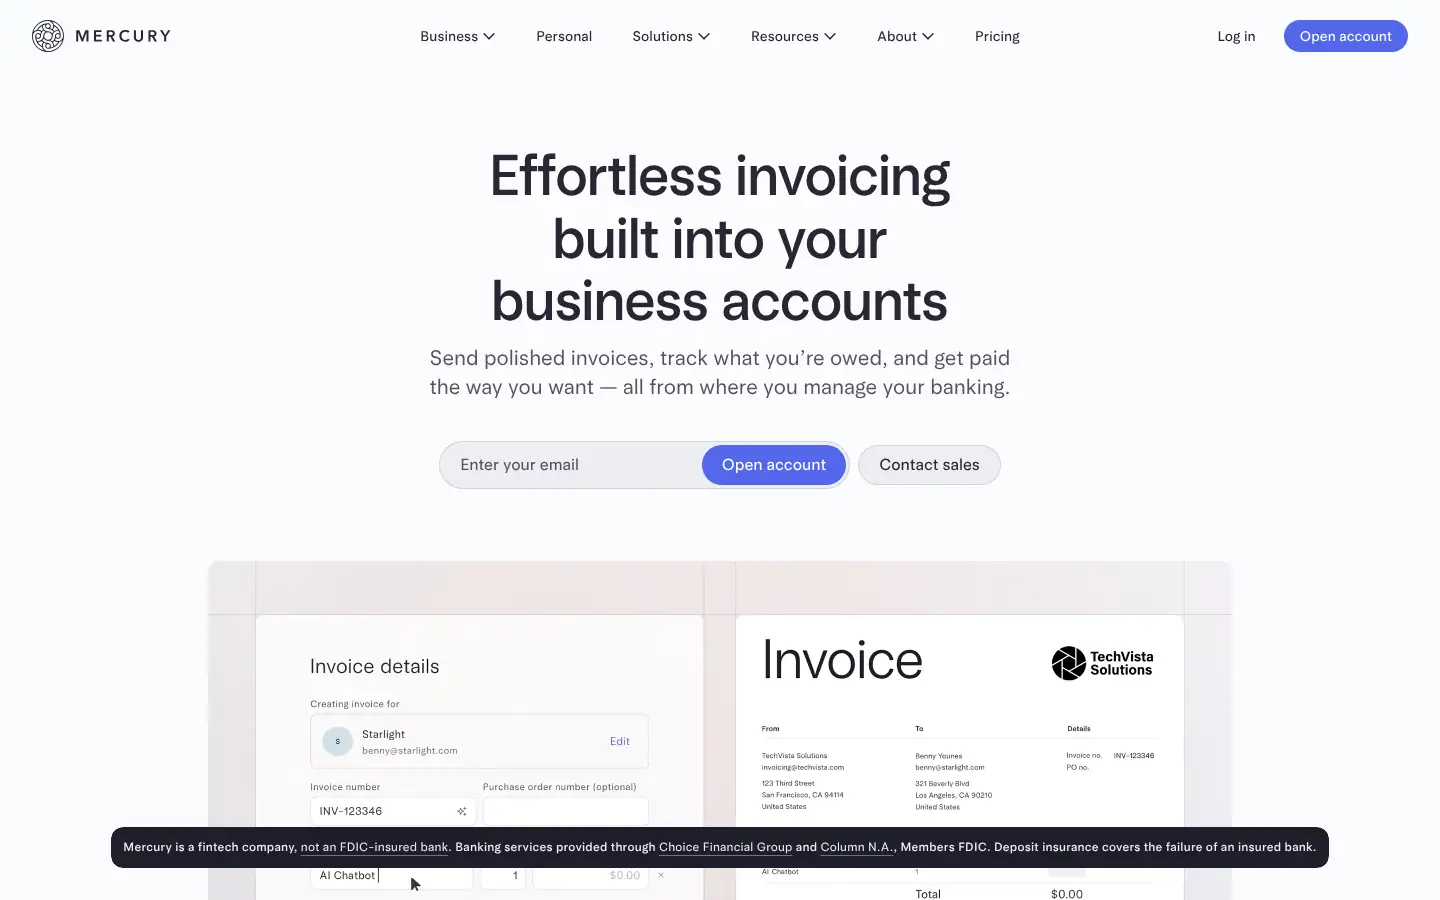 MERCURY
Business
Personal
Solutions
Resources
About
Pricing
Log in
Open account
Effortless invoicing
built into your
business accounts
Send polished invoices, track what you’re owed, and get paid
the way you want — all from where you manage your banking.
Enter your email
Open account
Contact sales
Invoice details
Creating invoice for
S
Starlight
benny@starlight.com
Edit
Invoice number
Purchase order number (optional)
INV-123346
Invoice
TechVista
Solutions
From
To
Details
TechVista Solutions
invoicing@techvista.com
123 Third Street
San Francisco, CA 94114
United States
Benny Younes
benny@starlight.com
321 Beverly Blvd
Los Angeles, CA 90210
United States
Invoice no. INV-123346
PO no.
Mercury is a fintech company, not an FDIC-insured bank. Banking services provided through Choice Financial Group and Column N.A., Members FDIC. Deposit insurance covers the failure of an insured bank.
AI Chatbot
1
$0.00
×
AI Chatbot
1
Total
$0.00